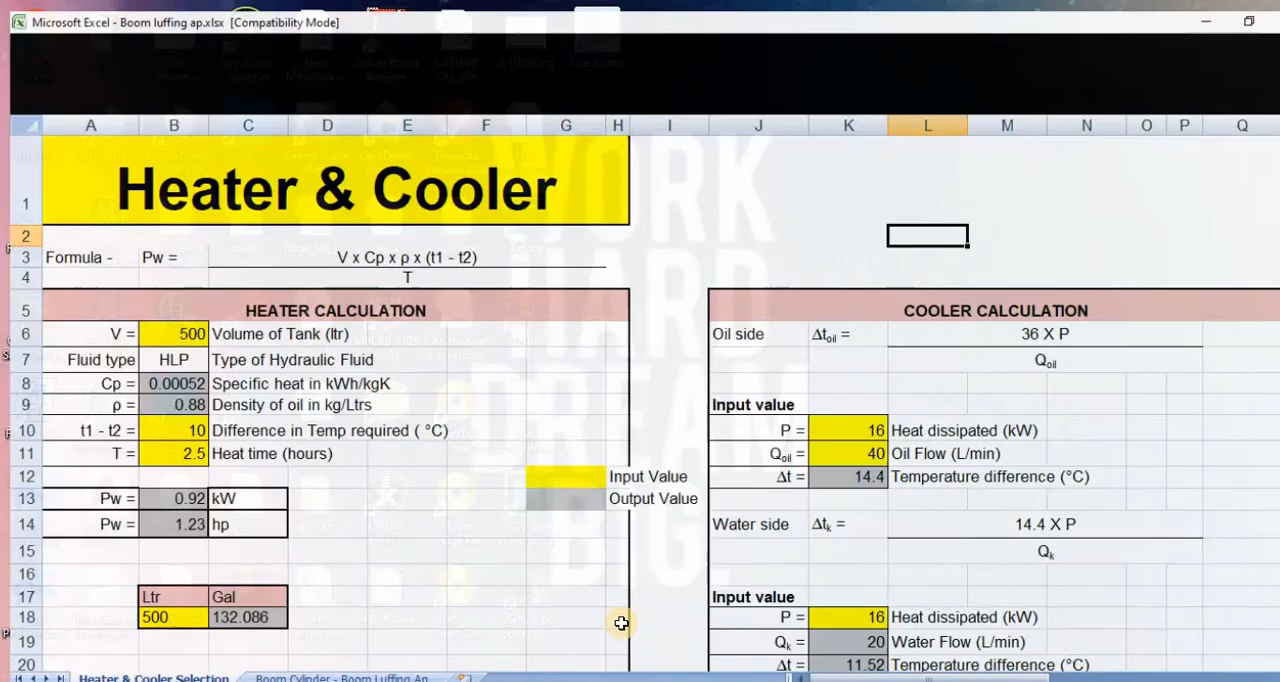 Microsoft Excel - Boom luffing ap.xlsx [Compatibility Mode]
A B C D E F G H I J K L M N O P Q
1 Heater & Cooler
2
3 Formula - Pw = V x Cp x ρ x (t1 - t2)
4 T
5 HEATER CALCULATION COOLER CALCULATION
6 V = 500 Volume of Tank (ltr) Oil side Δtoil = 36 X P
7 Fluid type HLP Type of Hydraulic Fluid Qoil
8 Cp = 0.00052 Specific heat in kWh/kgK
9 ρ = 0.88 Density of oil in kg/Ltrs Input value
10 t1 - t2 = 10 Difference in Temp required ( °C) P = 16 Heat dissipated (kW)
11 T = 2.5 Heat time (hours) Qoil = 40 Oil Flow (L/min)
12 Input Value Δt = 14.4 Temperature difference (°C)
13 Pw = 0.92 kW Output Value
14 Pw = 1.23 hp Water side Δtk = 14.4 X P
15 Qk
16
17 Ltr Gal Input value
18 500 132.086 P = 16 Heat dissipated (kW)
19 Qk = 20 Water Flow (L/min)
20 Δt = 11.52 Temperature difference (°C)
Heater & Cooler Selection Boom Cylinder - Boom Luffing Ap
WORK
HARD
DREAM
BIG.